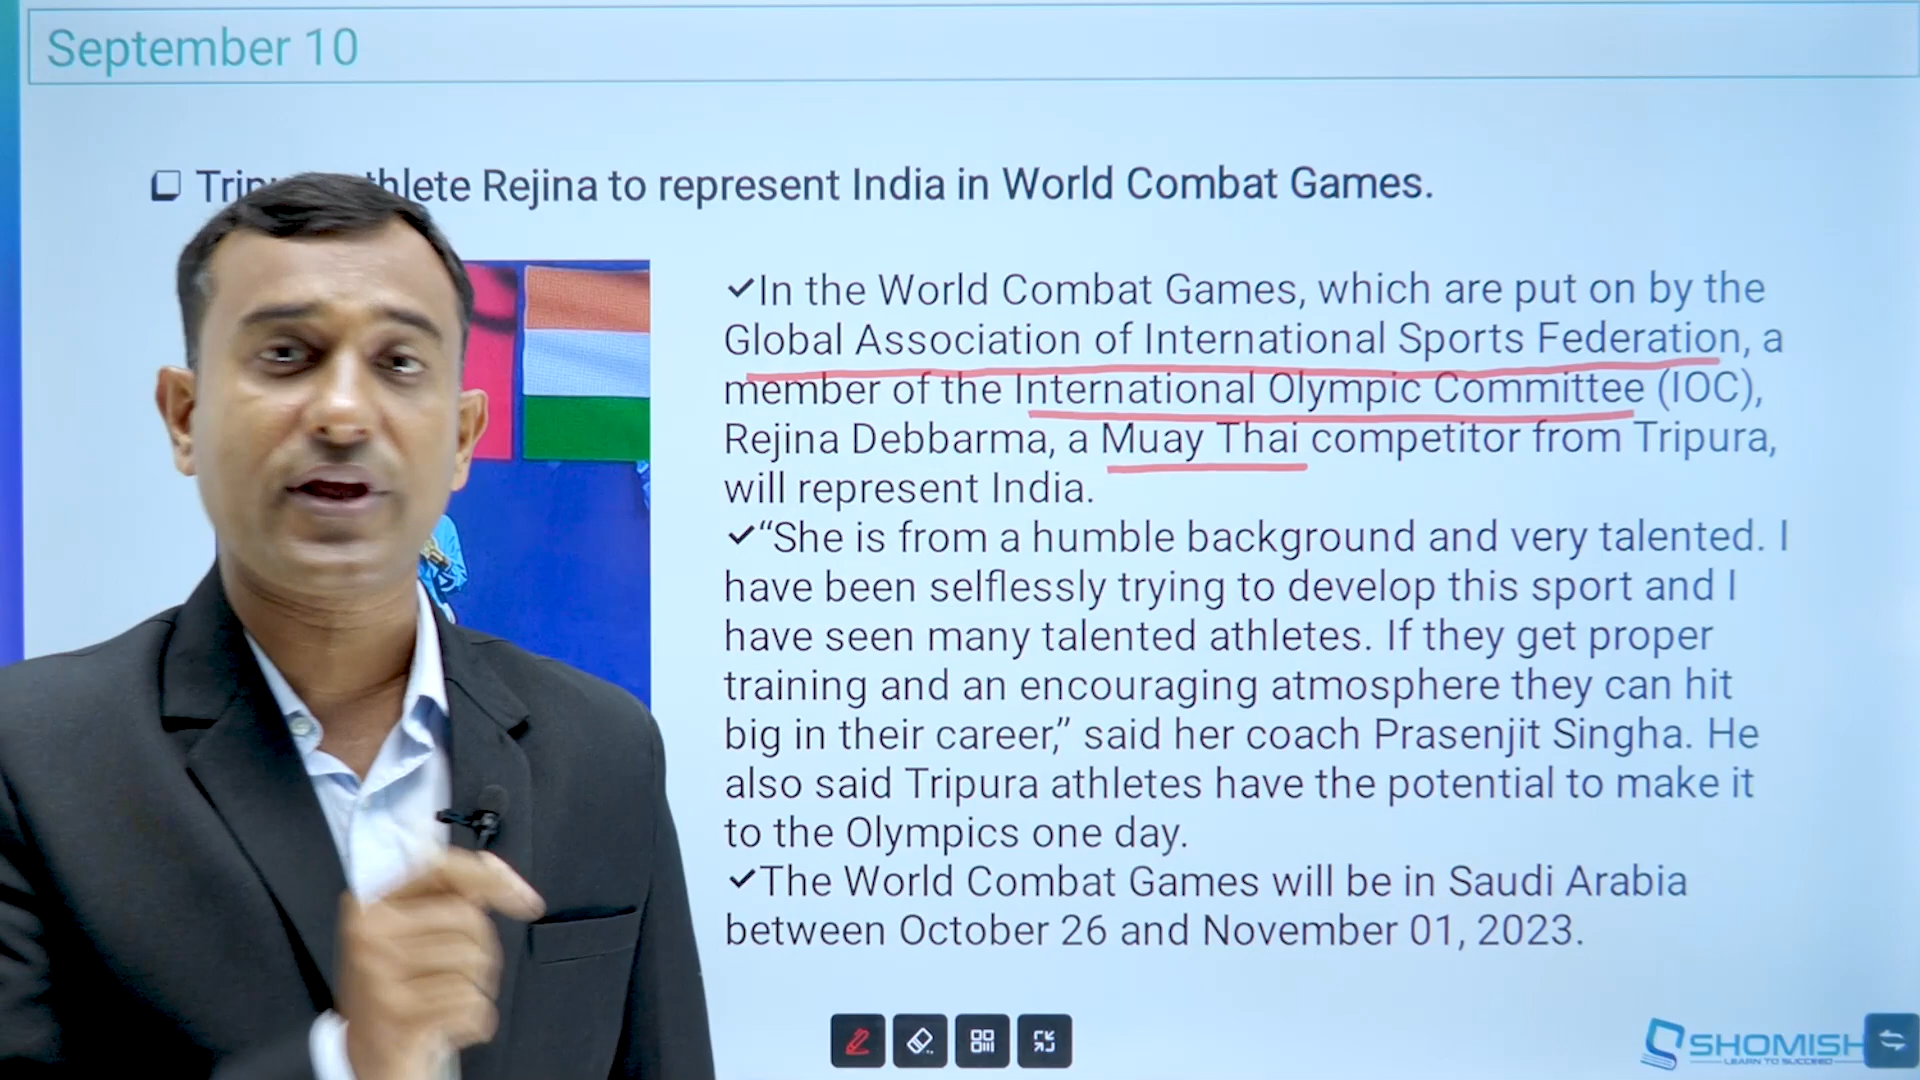 September 10
thlete Rejina to represent India in World Combat Games.
✓In the World Combat Games, which are put on by the
Global Association of International Sports Federation, a
member of the International Olympic Committee (IOC),
Rejina Debbarma, a Muay Thai competitor from Tripura,
will represent India.
✓“She is from a humble background and very talented. I
have been selflessly trying to develop this sport and I
have seen many talented athletes. If they get proper
training and an encouraging atmosphere they can hit
big in their career,” said her coach Prasenjit Singha. He
also said Tripura athletes have the potential to make it
to the Olympics one day.
✓The World Combat Games will be in Saudi Arabia
between October 26 and November 01, 2023.
SHOMISH
LEARN TO SUCCEED